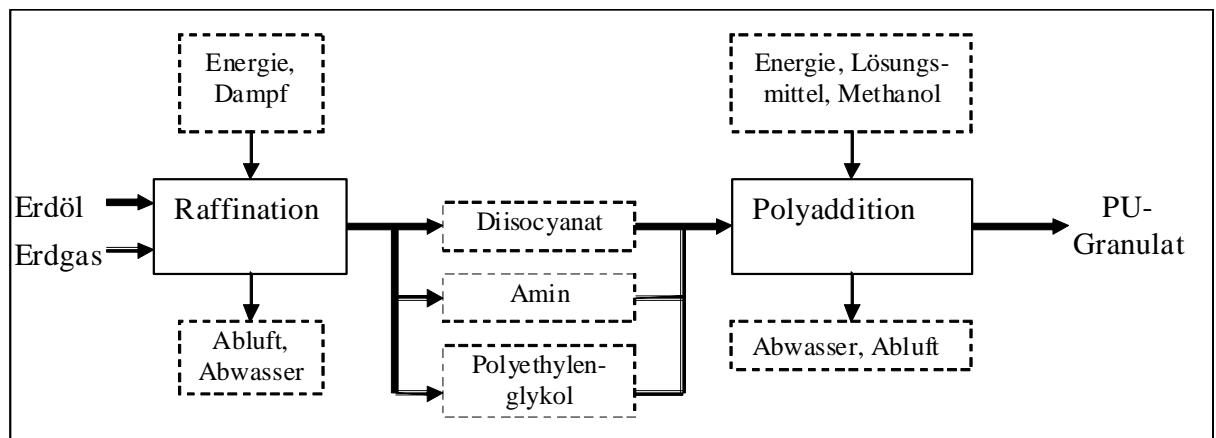 Energie,
Dampf
Energie, Lösungs-
mittel, Methanol
Erdöl
Erdgas
Raffination
Diisocyanat
Amin
Polyethylen-
glykol
Polyaddition
PU-
Granulat
Abluft,
Abwasser
Abwasser, Abluft